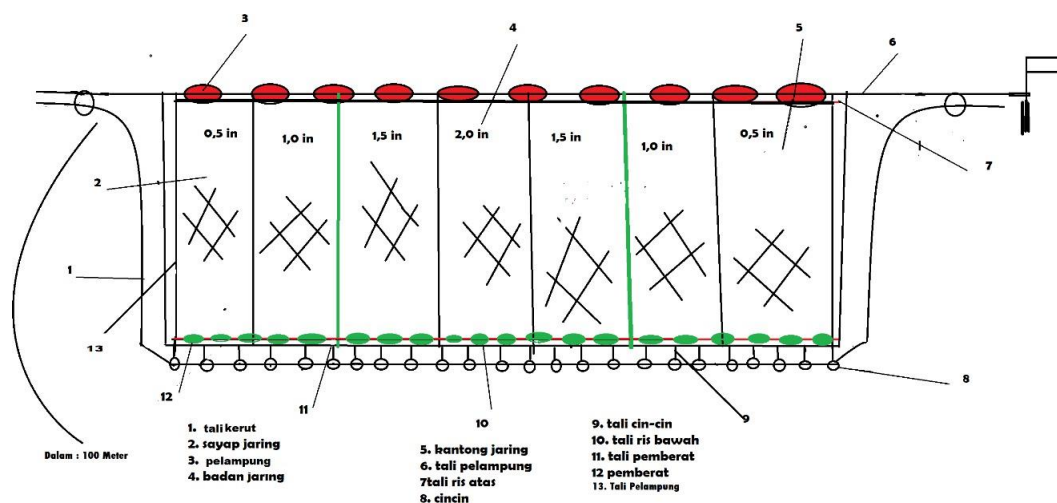 3
4
5
6
0,5 in
1,0 in
1,5 in
2,0 in
1,5 in
1,0 in
0,5 in
7
2
1
13
8
12
11
10
9
Dalam : 100 Meter
1. tali kerut
2. sayap jaring
3. pelampung
4. badan jaring
5. kantong jaring
6. tali pelampung
7tali ris atas
8. cincin
9. tali cin-cin
10. tali ris bawah
11. tali pemberat
12 pemberat
13. Tali Pelampung